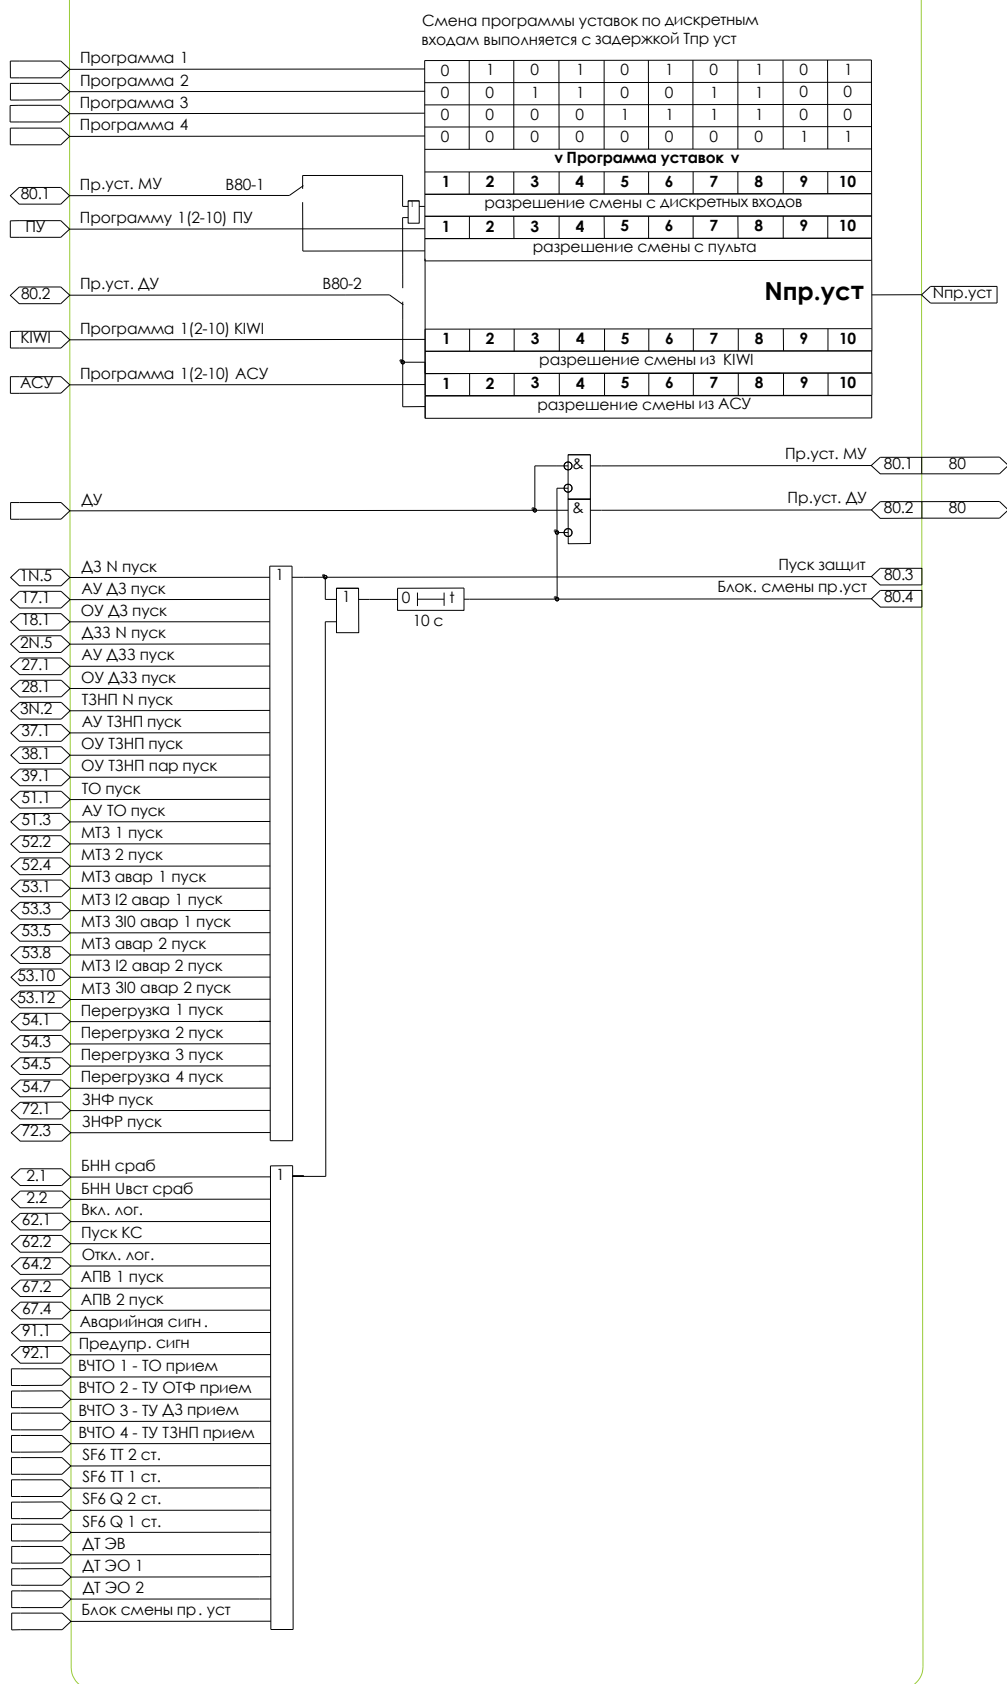 Смена программы уставок по дискретным
входам выполняется с задержкой Tпр уст
Программа 1
0 1 0 1 0 1 0 1 0 1
Программа 2
0 0 1 1 0 0 1 1 0 0
Программа 3
0 0 0 0 1 1 1 1 0 0
Программа 4
0 0 0 0 0 0 0 0 1 1
v Программа уставок v
80.1 Пр.уст. МУ B80-1
1 2 3 4 5 6 7 8 9 10
разрешение смены с дискретных входов
1
ПУ Программу 1(2-10) ПУ
1 2 3 4 5 6 7 8 9 10
разрешение смены с пульта
80.2 Пр.уст. ДУ B80-2
Nпр.уст Nпр.уст
KIWI Программа 1(2-10) KIWI
1 2 3 4 5 6 7 8 9 10
разрешение смены из KIWI
АСУ Программа 1(2-10) АСУ
1 2 3 4 5 6 7 8 9 10
разрешение смены из АСУ
& Пр.уст. МУ 80.1 80
ДУ & Пр.уст. ДУ 80.2 80
1N.5 ДЗ N пуск 1
Пуск защит 80.3
17.1 АУ ДЗ пуск 1 0 t
Блок. смены пр.уст 80.4
10 с
18.1 ОУ ДЗ пуск
2N.5 ДЗЗ N пуск
27.1 АУ ДЗЗ пуск
28.1 ОУ ДЗЗ пуск
3N.2 ТЗНП N пуск
37.1 АУ ТЗНП пуск
38.1 ОУ ТЗНП пуск
39.1 ОУ ТЗНП пар пуск
51.1 ТО пуск
51.3 АУ ТО пуск
52.2 МТЗ 1 пуск
52.4 МТЗ 2 пуск
53.1 МТЗ авар 1 пуск
53.3 МТЗ I2 авар 1 пуск
53.5 МТЗ 3I0 авар 1 пуск
53.8 МТЗ авар 2 пуск
53.10 МТЗ I2 авар 2 пуск
53.12 МТЗ 3I0 авар 2 пуск
54.1 Перегрузка 1 пуск
54.3 Перегрузка 2 пуск
54.5 Перегрузка 3 пуск
54.7 Перегрузка 4 пуск
72.1 ЗНФ пуск
72.3 ЗНФР пуск
2.1 БНН сраб 1
2.2 БНН Uвст сраб
62.1 Вкл. лог.
62.2 Пуск КС
64.2 Откл. лог.
67.2 АПВ 1 пуск
67.4 АПВ 2 пуск
91.1 Аварийная сигн.
92.1 Предупр. сигн
ВЧТО 1 - ТО прием
ВЧТО 2 - ТУ ОТФ прием
ВЧТО 3 - ТУ ДЗ прием
ВЧТО 4 - ТУ ТЗНП прием
SF6 ТТ 2 ст.
SF6 ТТ 1 ст.
SF6 Q 2 ст.
SF6 Q 1 ст.
ДТ ЭВ
ДТ ЭО 1
ДТ ЭО 2
Блок смены пр. уст